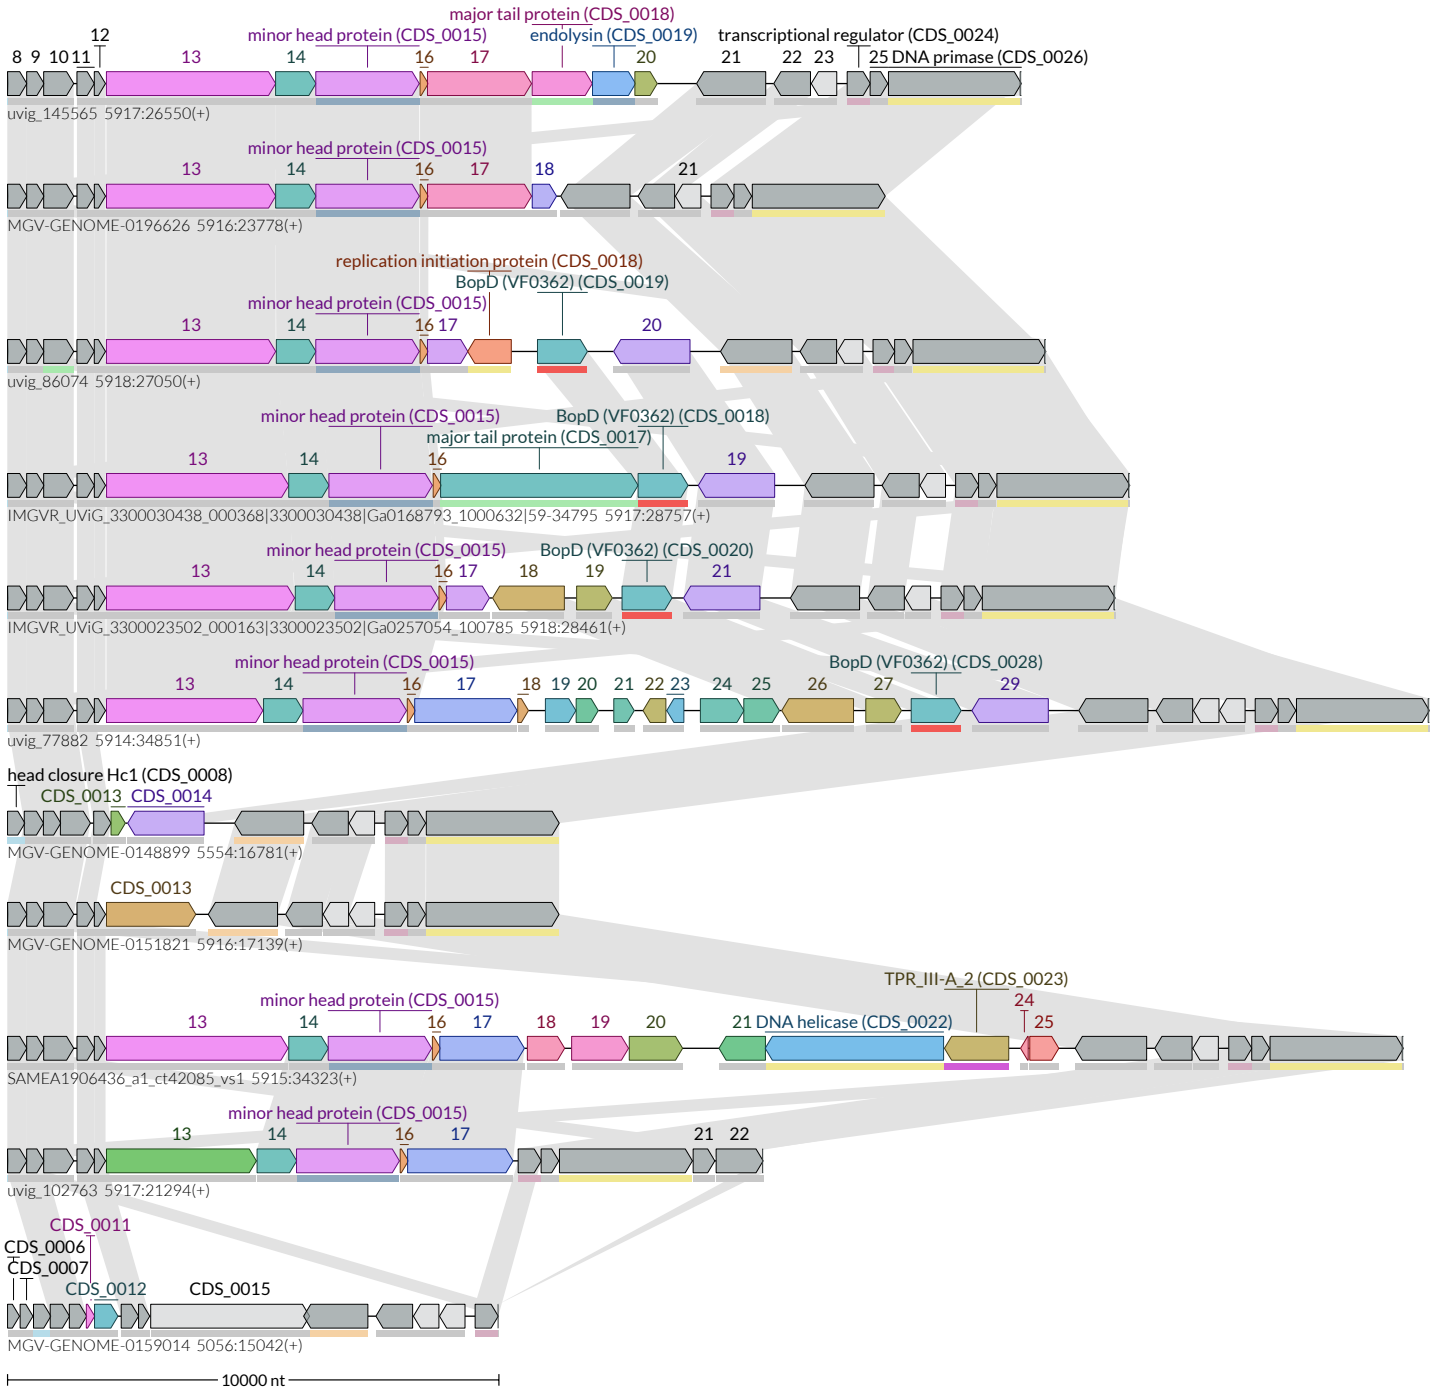 major tail protein (CDS_0018)
12 minor head protein (CDS_0015) endolysin (CDS_0019) transcriptional regulator (CDS_0024)
8 9 10 11 13 14 16 17 20 21 22 23 25 DNA primase (CDS_0026)
uvig_145565 5917:26550(+)
minor head protein (CDS_0015)
13 14 16 17 18 21
MGV-GENOME-0196626 5916:23778(+)
replication initiation protein (CDS_0018)
BopD (VF0362) (CDS_0019)
minor head protein (CDS_0015)
13 14 16 17 20
uvig_86074 5918:27050(+)
minor head protein (CDS_0015) BopD (VF0362) (CDS_0018)
major tail protein (CDS_0017)
13 14 16 19
IMGVR_UViG_3300030438_000368|3300030438|Ga0168793_1000632|59-34795 5917:28757(+)
minor head protein (CDS_0015) BopD (VF0362) (CDS_0020)
13 14 16 17 18 19 21
IMGVR_UViG_3300023502_000163|3300023502|Ga0257054_100785 5918:28461(+)
minor head protein (CDS_0015) BopD (VF0362) (CDS_0028)
13 14 16 17 18 19 20 21 22 23 24 25 26 27 29
uvig_77882 5914:34851(+)
head closure Hc1 (CDS_0008)
CDS_0013 CDS_0014
MGV-GENOME-0148899 5554:16781(+)
CDS_0013
MGV-GENOME-0151821 5916:17139(+)
TPR_III-A_2 (CDS_0023)
minor head protein (CDS_0015) 24
13 14 16 17 18 19 20 21 DNA helicase (CDS_0022) 25
SAMEA1906436_a1_ct42085_vs1 5915:34323(+)
minor head protein (CDS_0015)
13 14 16 17 21 22
uvig_102763 5917:21294(+)
CDS_0011
CDS_0006
CDS_0007
CDS_0012 CDS_0015
MGV-GENOME-0159014 5056:15042(+)
10000 nt